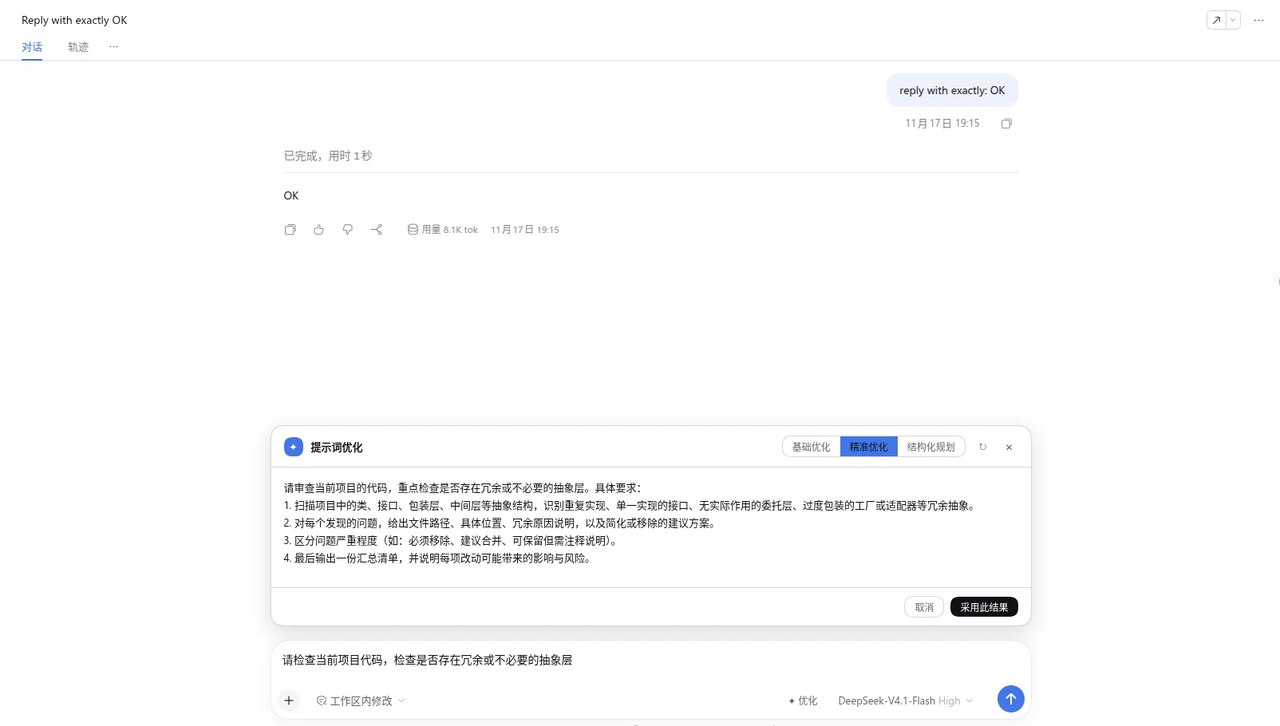 Reply with exactly OK
对话 轨迹 ...
reply with exactly: OK
11月17日 19:15
已完成，用时 1 秒
OK
用量 8.1K tok 11月17日 19:15
提示词优化 基础优化 精准优化 结构化规划
请审查当前项目的代码，重点检查是否存在冗余或不必要的抽象层。具体要求：
1. 扫描项目中的类、接口、包装层、中间层等抽象结构，识别重复实现、单一实现的接口、无实际作用的委托层、过度包装的工厂或适配器等冗余抽象。
2. 对每个发现的问题，给出文件路径、具体位置、冗余原因说明，以及简化或移除的建议方案。
3. 区分问题严重程度（如：必须移除、建议合并、可保留但需注释说明）。
4. 最后输出一份汇总清单，并说明每项改动可能带来的影响与风险。
取消 采用此结果
请检查当前项目代码，检查是否存在冗余或不必要的抽象层
工作区内修改 优化 DeepSeek-V4.1-Flash High